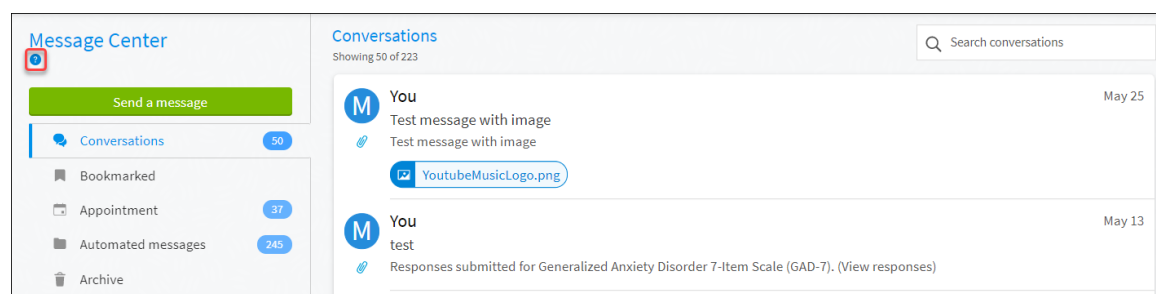 Message Center
?
Send a message
Conversations 50
Bookmarked
Appointment 37
Automated messages 245
Archive
Conversations
Showing 50 of 223
Search conversations
M
You
May 25
Test message with image
Test message with image
YoutubeMusicLogo.png
M
You
May 13
test
Responses submitted for Generalized Anxiety Disorder 7-Item Scale (GAD-7). (View responses)